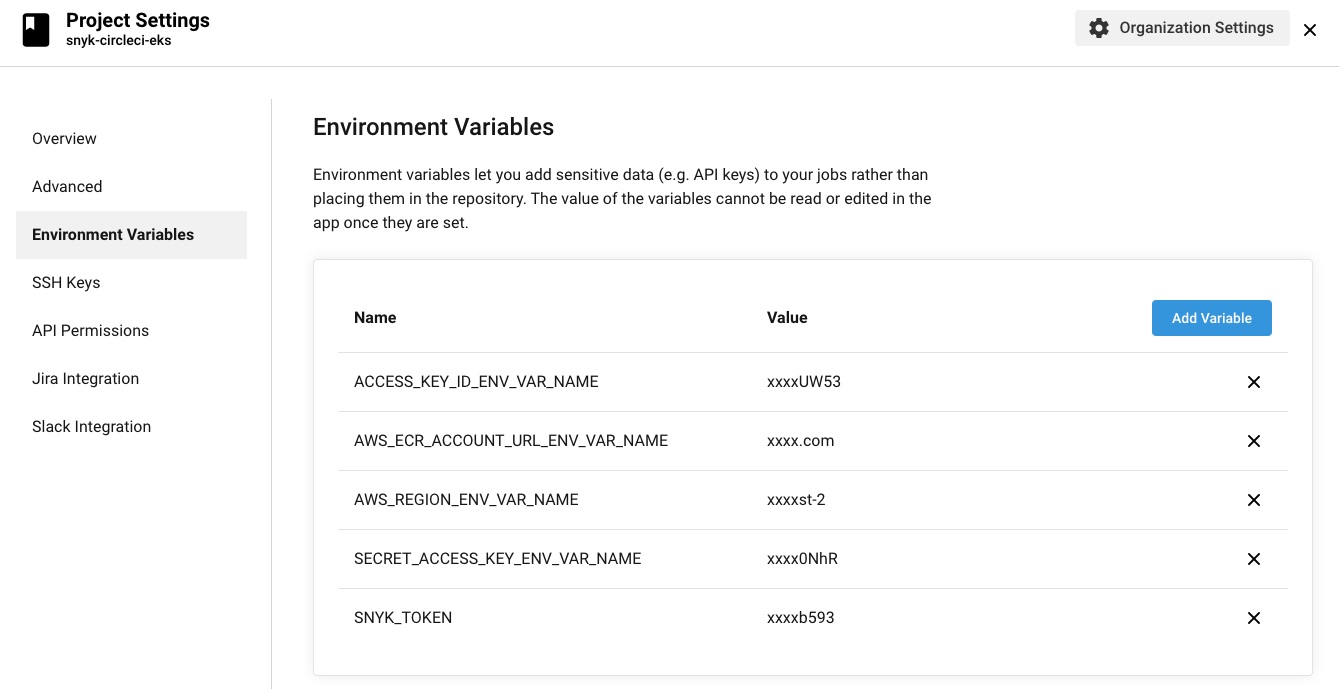 Project Settings
snyk-circleci-eks
Organization Settings
Overview
Advanced
Environment Variables
SSH Keys
API Permissions
Jira Integration
Slack Integration
Environment Variables
Environment variables let you add sensitive data (e.g. API keys) to your jobs rather than
placing them in the repository. The value of the variables cannot be read or edited in the
app once they are set.
Name Value Add Variable
ACCESS_KEY_ID_ENV_VAR_NAME xxxxUW53
AWS_ECR_ACCOUNT_URL_ENV_VAR_NAME xxxx.com
AWS_REGION_ENV_VAR_NAME xxxxst-2
SECRET_ACCESS_KEY_ENV_VAR_NAME xxxx0NhR
SNYK_TOKEN xxxxb593